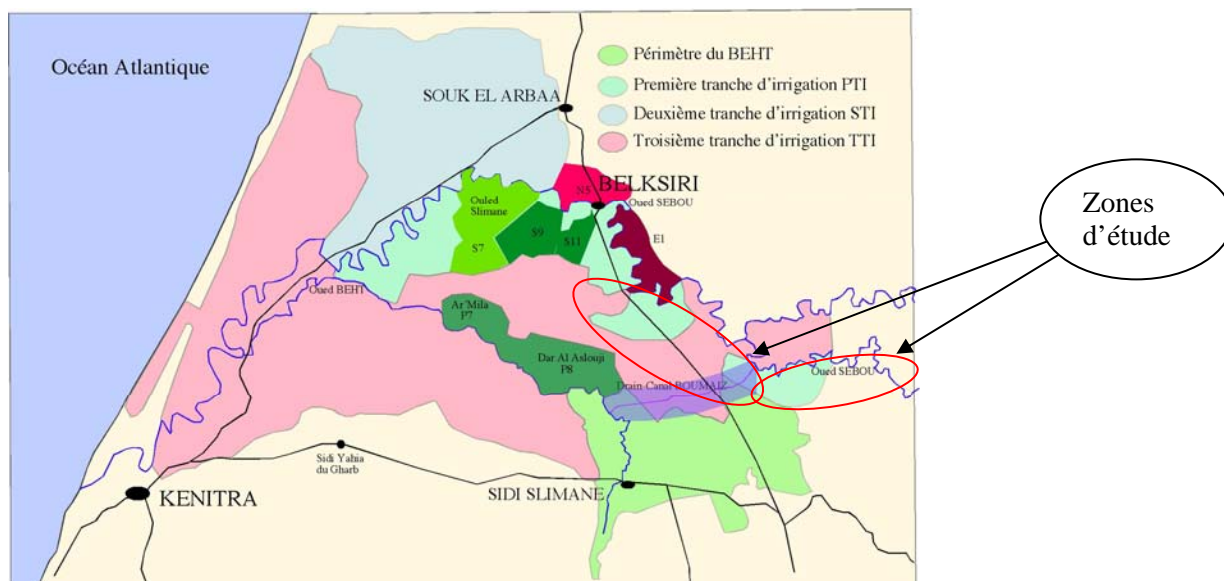 Océan Atlantique
SOUK EL ARBAA
Périmètre du BEHT
Première tranche d'irrigation PTI
Deuxième tranche d'irrigation STI
Troisième tranche d'irrigation TTI
Zones
d'étude
N5
BELKSIRI
Oued SEBOU
Ouled
Slimane
S7
S9
S11
E1
Oued BEHT
Ar Mila
P7
Dar Al Aslouji
P8
Drain Canal BOUMAIZ
Oued SEBOU
Sidi Yahia
du Gharb
KENITRA
SIDI SLIMANE